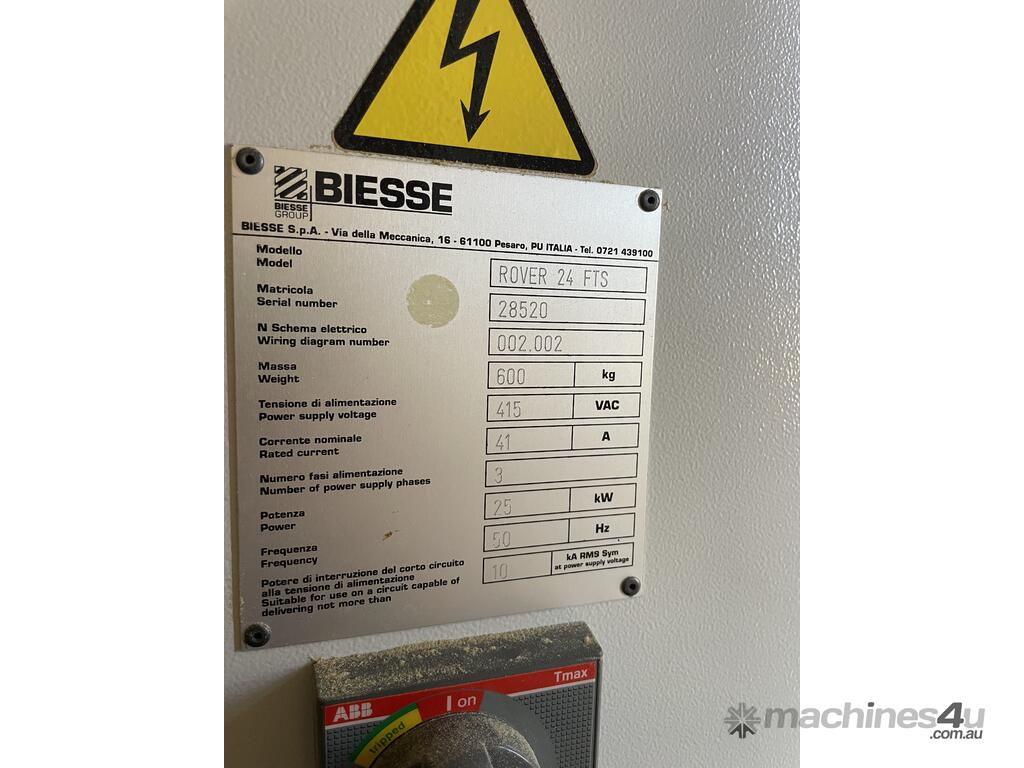 BIESSE
BIESSE
GROUP
BIESSE S.p.A. - Via della Meccanica, 16 - 61100 Pesaro, PU ITALIA - Tel. 0721 439100
Modello
Model
ROVER 24 FTS
Matricola
Serial number
28520
N Schema elettrico
Wiring diagram number
002.002
Massa
Weight
600 kg
Tensione di alimentazione
Power supply voltage
415 VAC
Corrente nominale
Rated current
41 A
Numero fasi alimentazione
Number of power supply phases
3
Potenza
Power
25 kW
Frequenza
Frequency
50 Hz
Potere di interruzione del corto circuito
alla tensione di alimentazione
Suitable for use on a circuit capable of
delivering not more than
10 kA RMS Sym
at power supply voltage
Tmax
ABB
I on
tripped
machines4u
.com.au